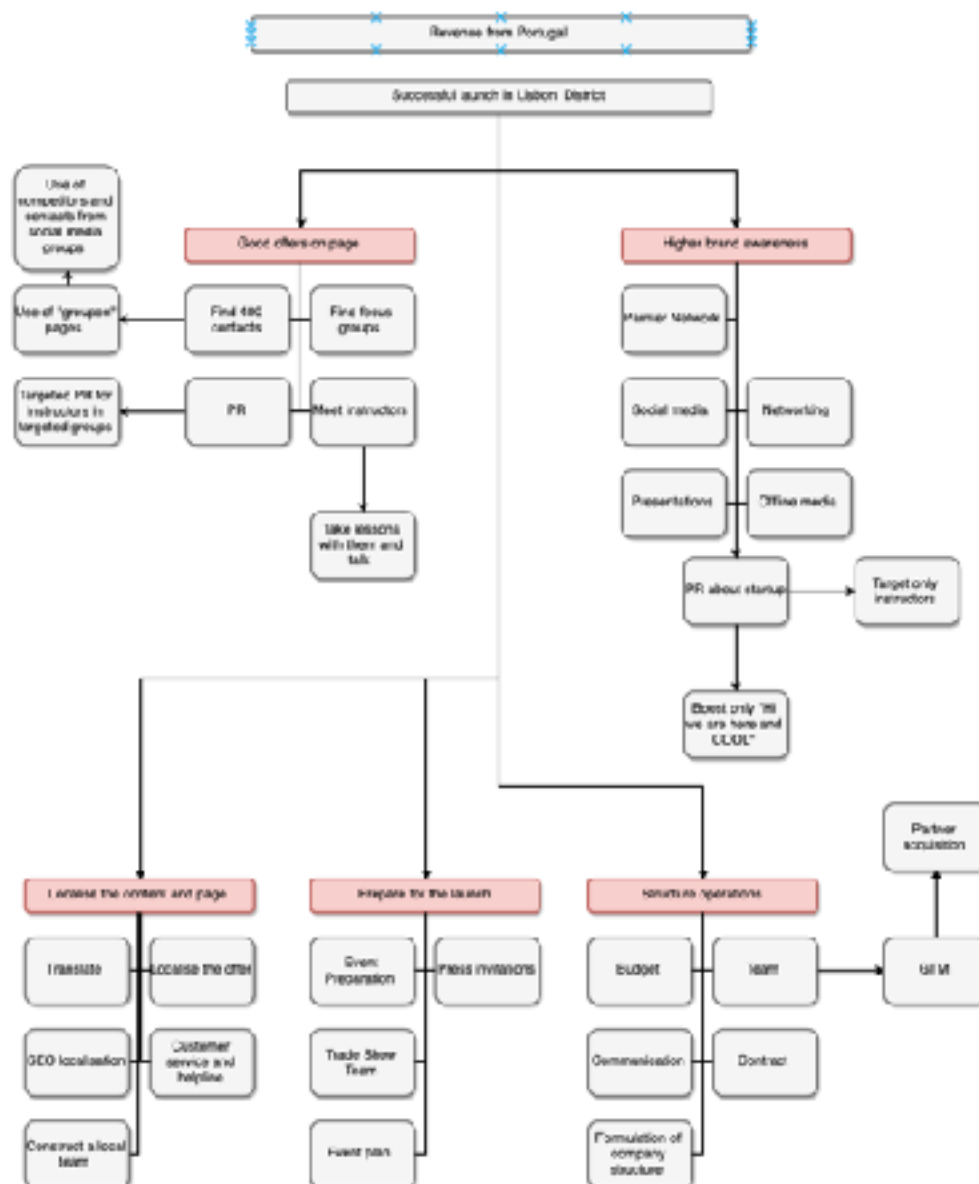 Revenue from Portugal
Successful launch in Lisbon District
Use of
competitors and
contacts from
social media
groups
Good offers on page
Higher brand awareness
Use of "groupon"
pages
Find 400
contacts
Fine focus
groups
Partner Network
Targeted PR for
instructors in
targeted groups
PR
Meet instructors
Social media
Networking
Take lessons
with them and
talk
Presentations
Offline media
PR about startup
Target only
instructors
Boost only "Hi
we are here and
COOL"
Partner
acquisition
Localise the content and page
Prepare for the launch
Structure operations
Translate
Localise the offer
Event
Preparation
Press invitations
Budget
Team
GTM
localisation
Customer
service and
helpline
Trade Show
Team
Communication
Contract
Construct a local
team
Event plan
Formulation of
company
structure